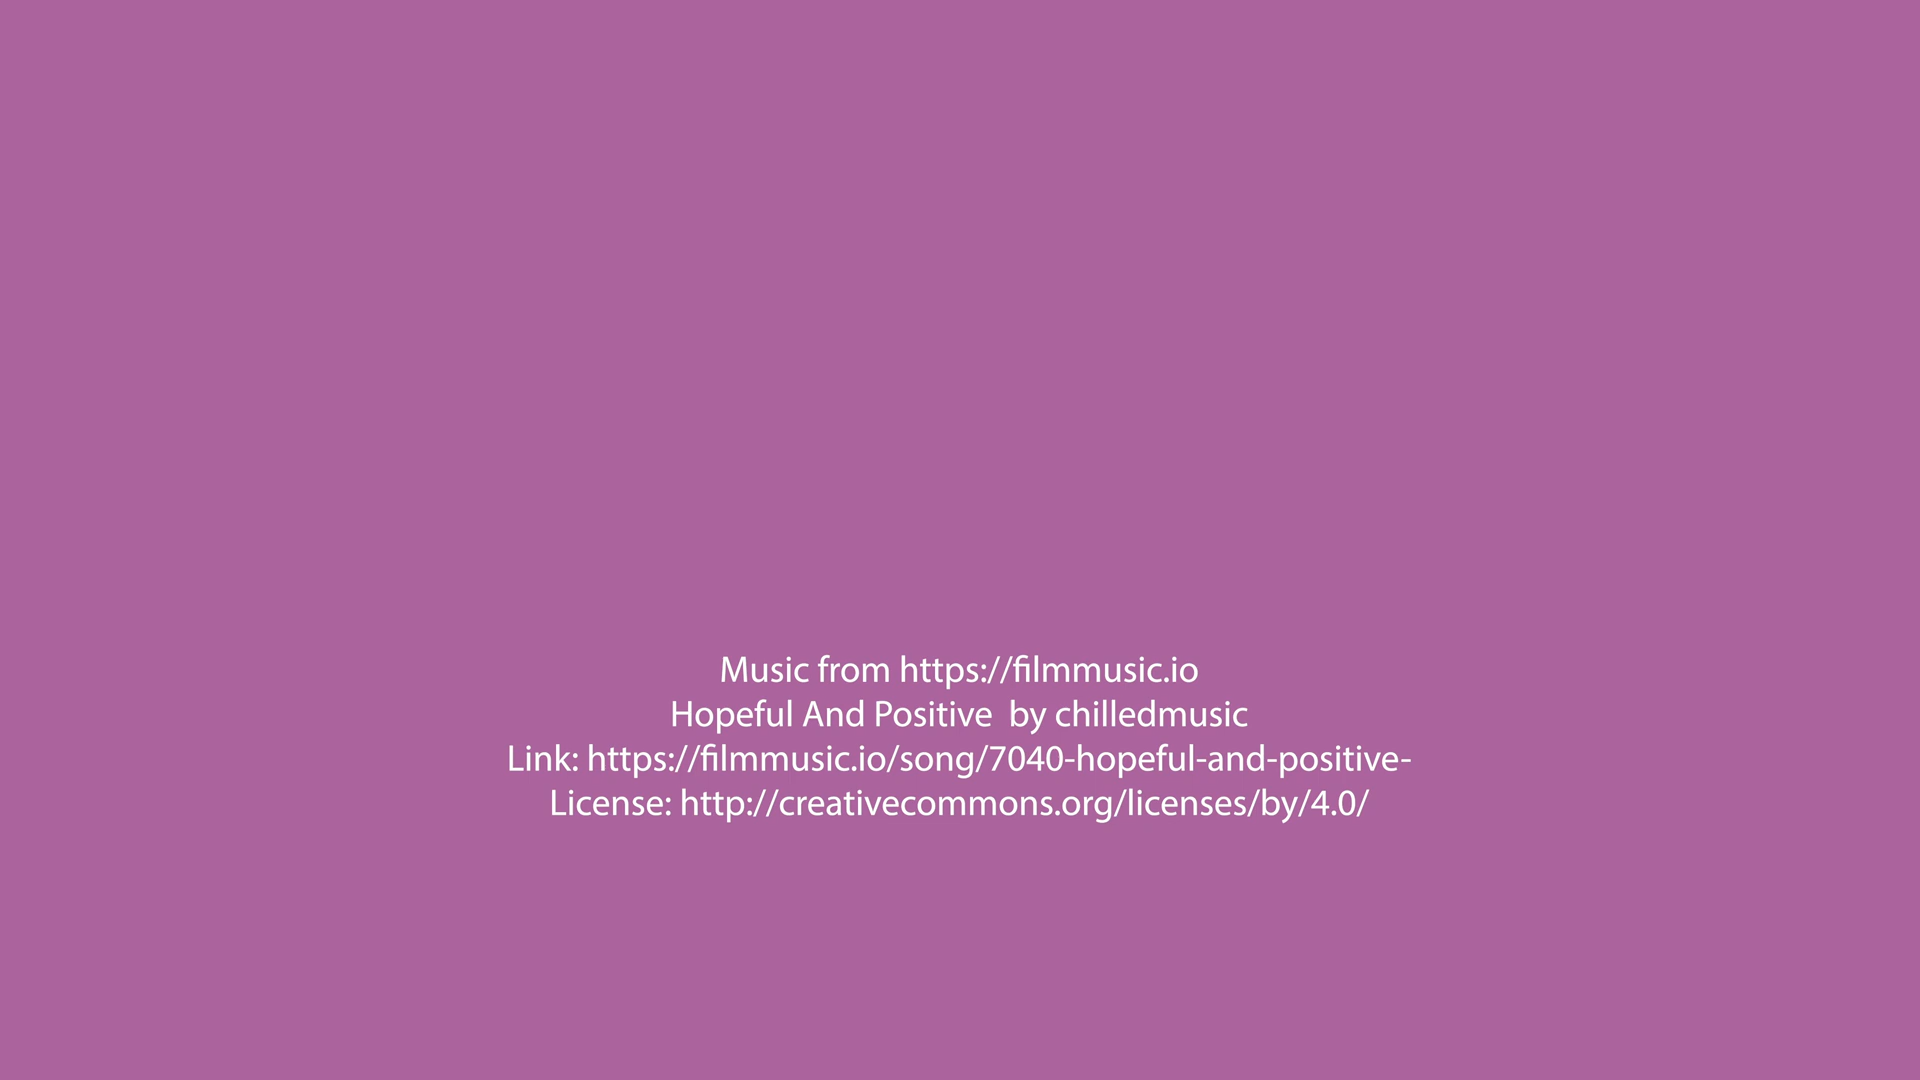 Music from https://filmmusic.io
Hopeful And Positive  by chilledmusic
Link: https://filmmusic.io/song/7040-hopeful-and-positive-
License: http://creativecommons.org/licenses/by/4.0/